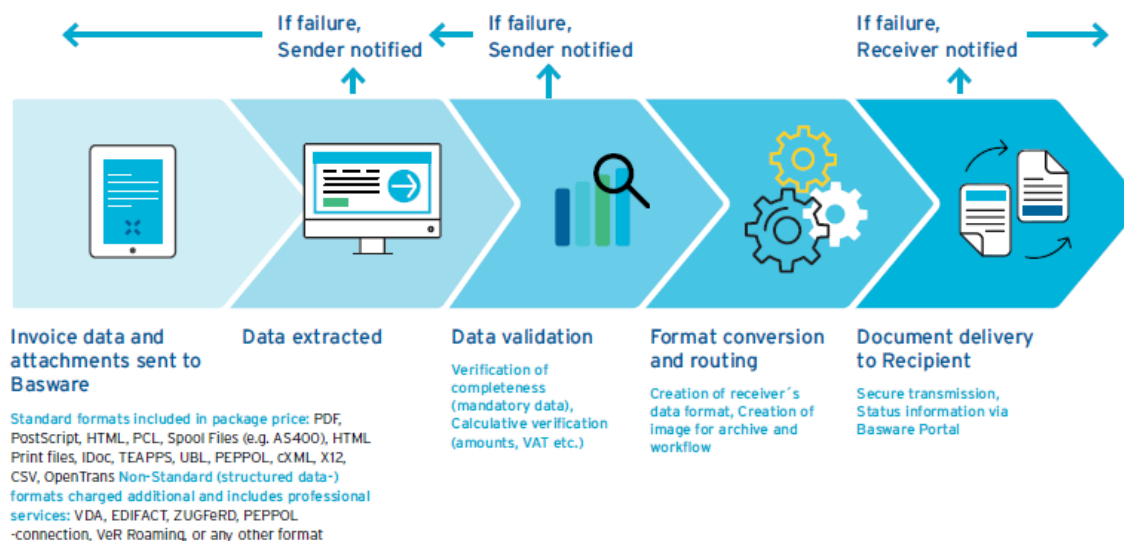 If failure,
Sender notified
If failure,
Sender notified
If failure,
Receiver notified
Invoice data and
attachments sent to
Basware
Standard formats included in package price: PDF,
PostScript, HTML, PCL, Spool Files (e.g. AS400), HTML
Print files, IDoc, TEAPPS, UBL, PEPPOL, cXML, X12,
CSV, OpenTrans Non-Standard (structured data-)
formats charged additional and includes professional
services: VDA, EDIFACT, ZUGFeRD, PEPPOL
-connection, VeR Roaming, or any other format
Data extracted
Data validation
Verification of
completeness
(mandatory data),
Calculative verification
(amounts, VAT etc.)
Format conversion
and routing
Creation of receiver´s
data format, Creation of
image for archive and
workflow
Document delivery
to Recipient
Secure transmission,
Status information via
Basware Portal